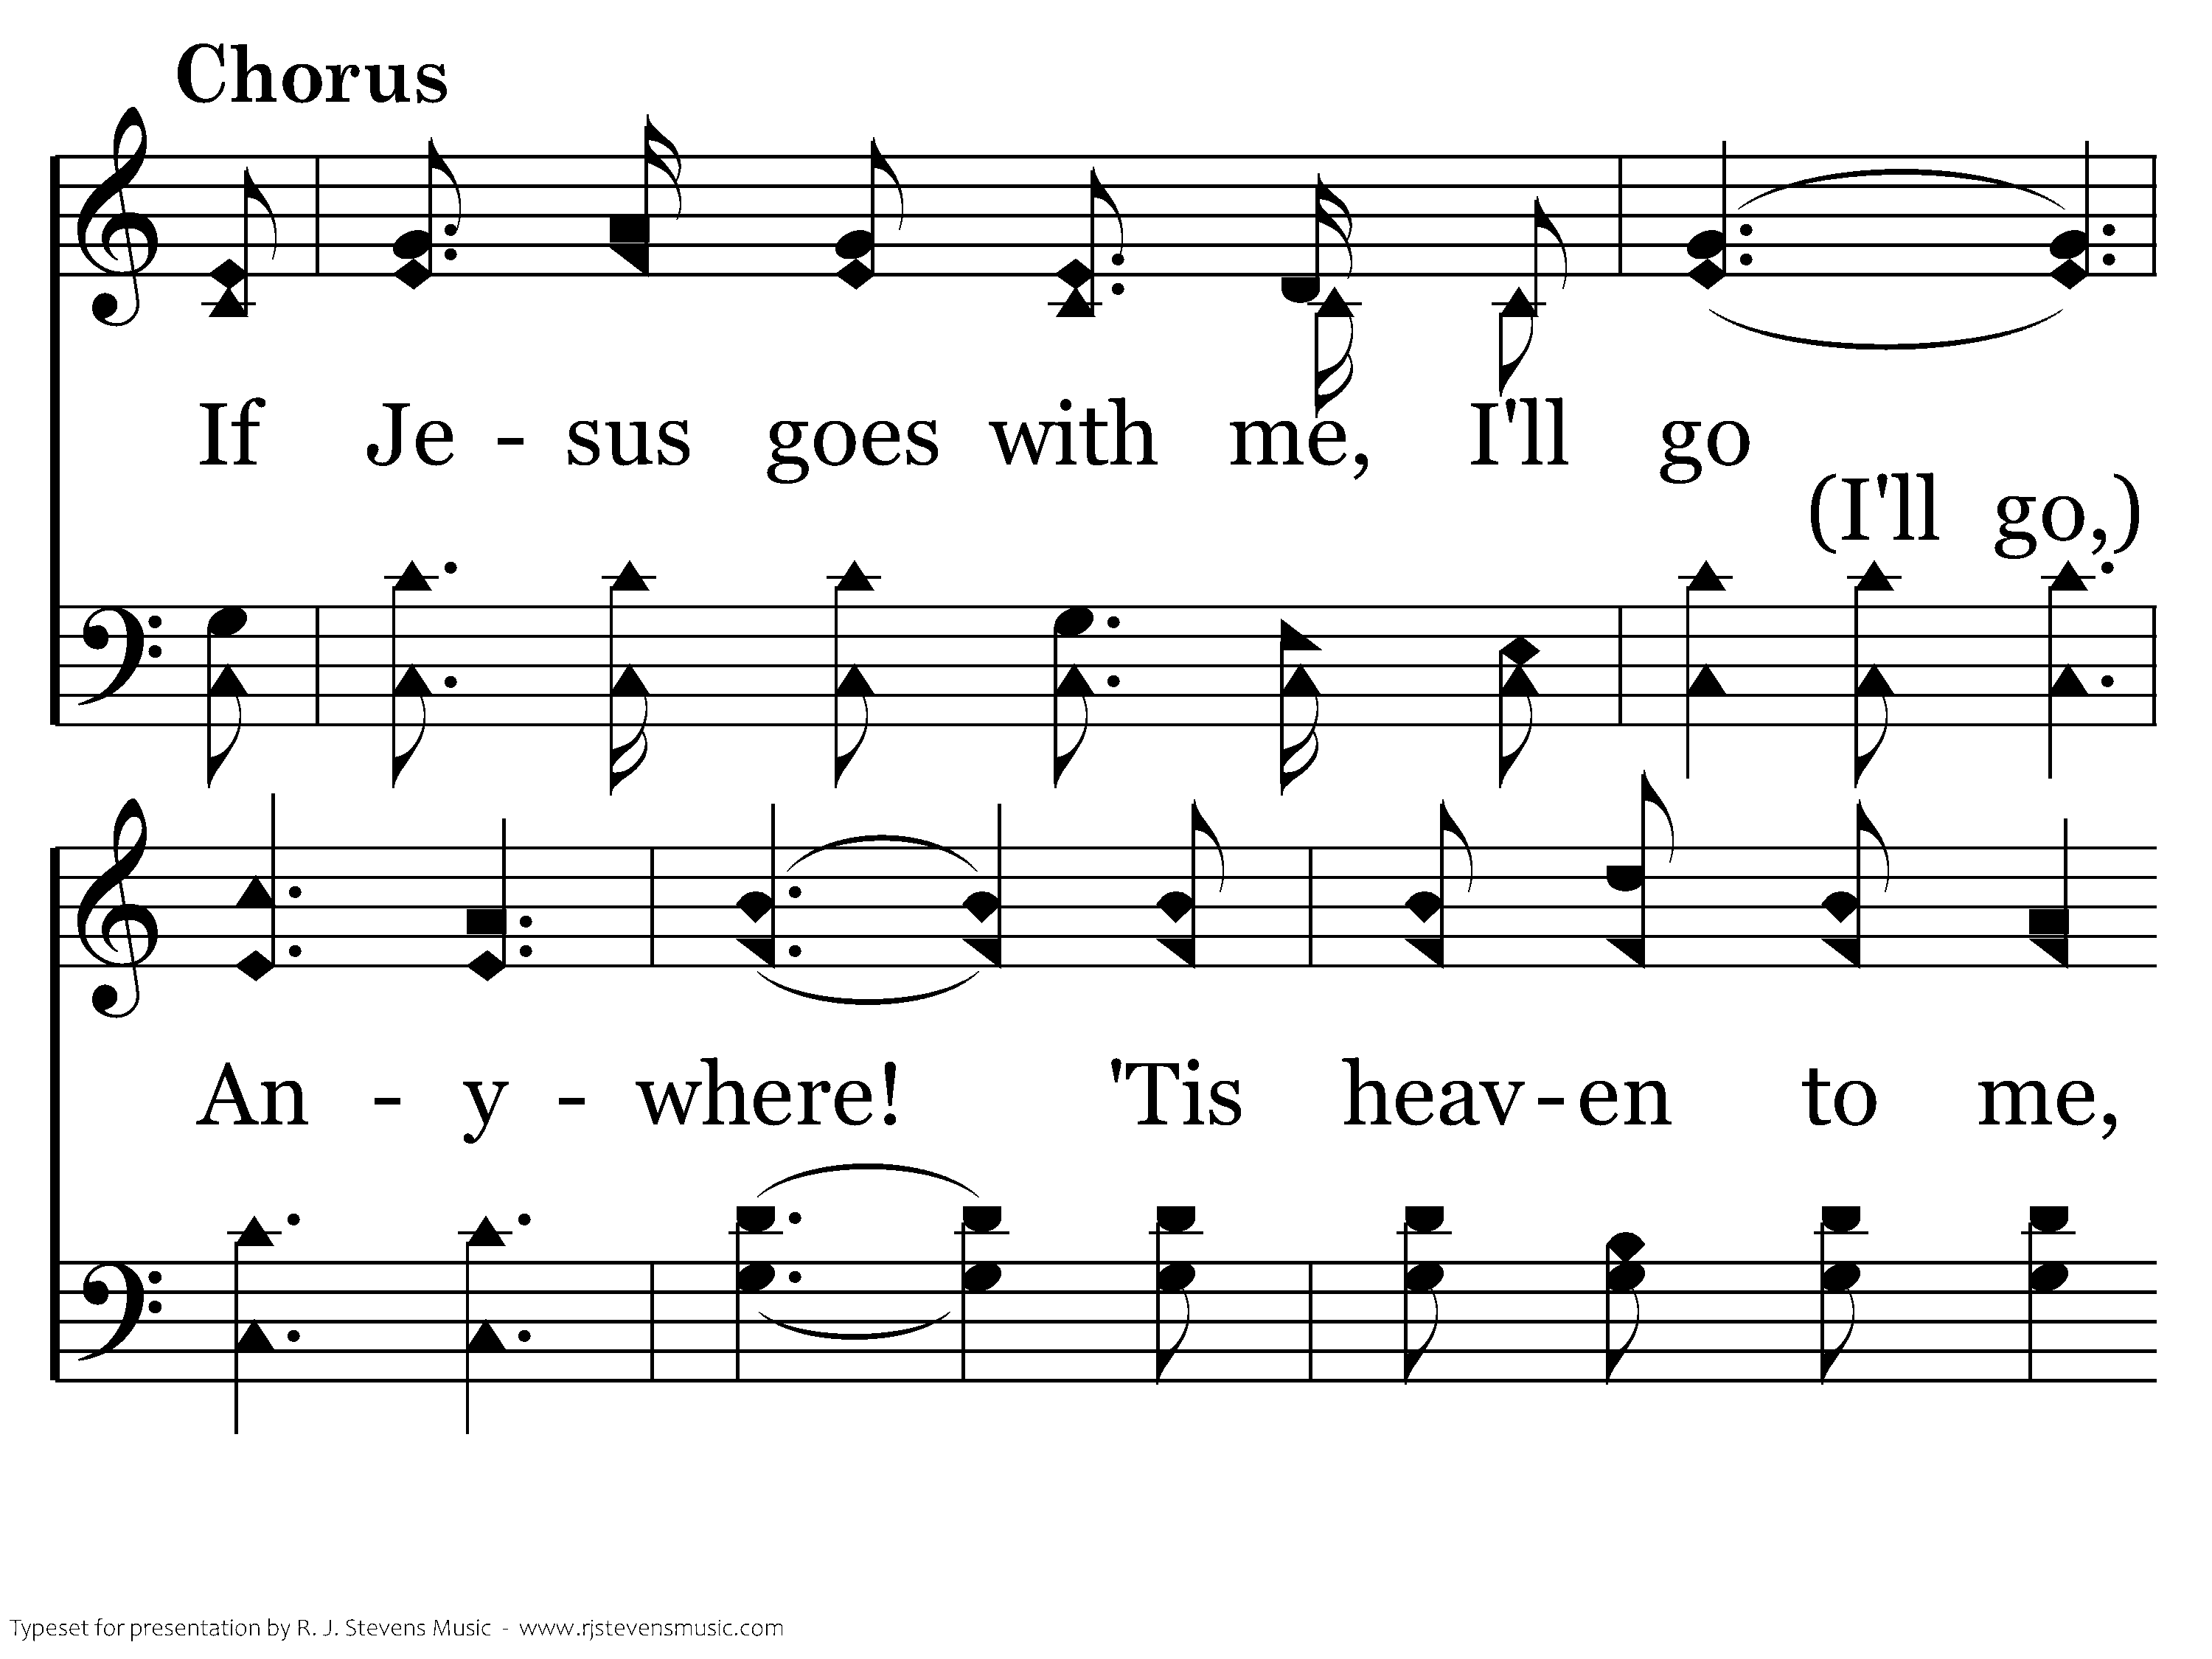 Chorus
If Je - sus goes with me, I'll go
(I'll go,)
An - y - where! 'Tis heav - en to me,
Typeset for presentation by R. J. Stevens Music - www.rjstevensmusic.com